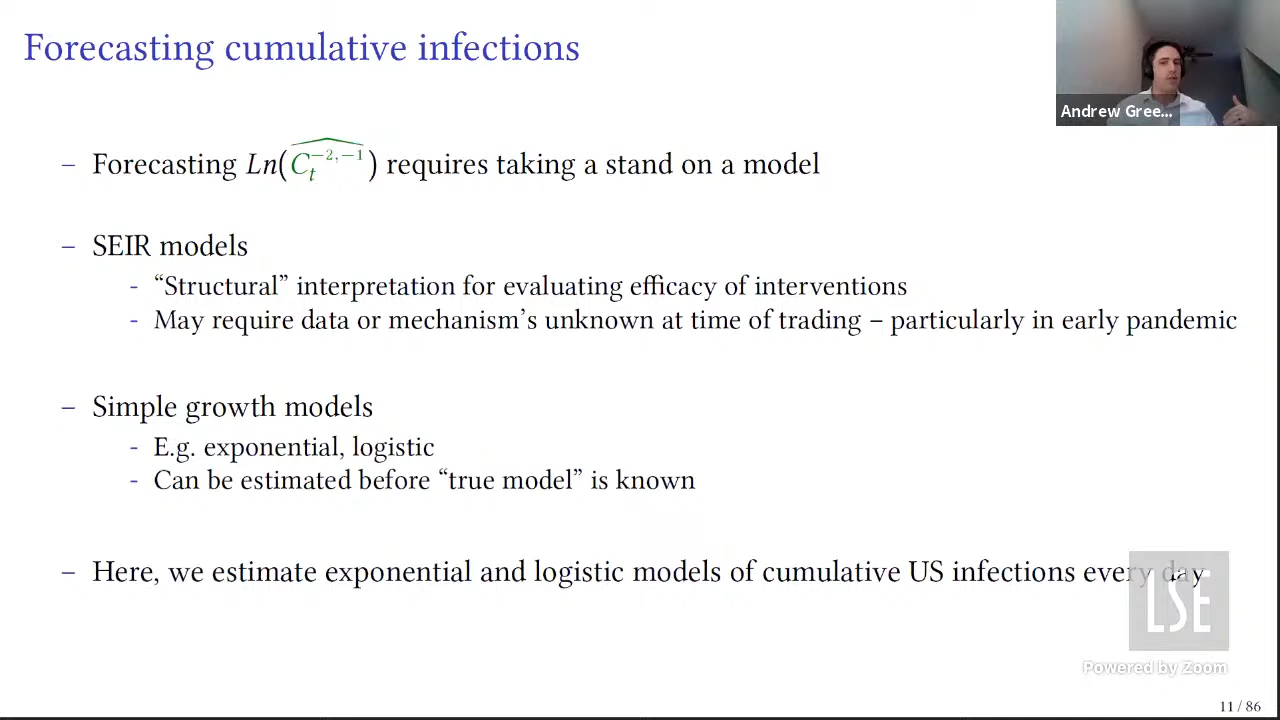 Forecasting cumulative infections
Andrew Gree...
– Forecasting Ln(\widehat{C_t^{-2,-1}}) requires taking a stand on a model
– SEIR models
- “Structural” interpretation for evaluating efficacy of interventions
- May require data or mechanism’s unknown at time of trading – particularly in early pandemic
– Simple growth models
- E.g. exponential, logistic
- Can be estimated before “true model” is known
– Here, we estimate exponential and logistic models of cumulative US infections every day
LSE
Powered by Zoom
11 / 86